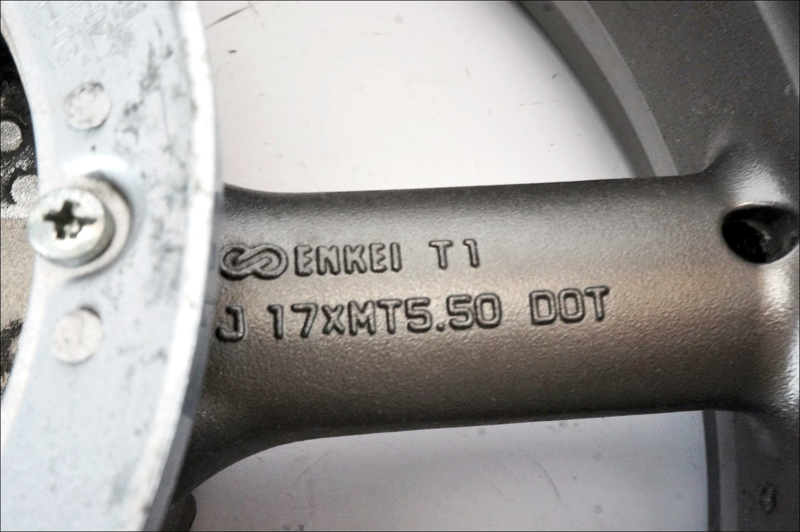 ENKEI T1
J 17XMT5.50 DOT